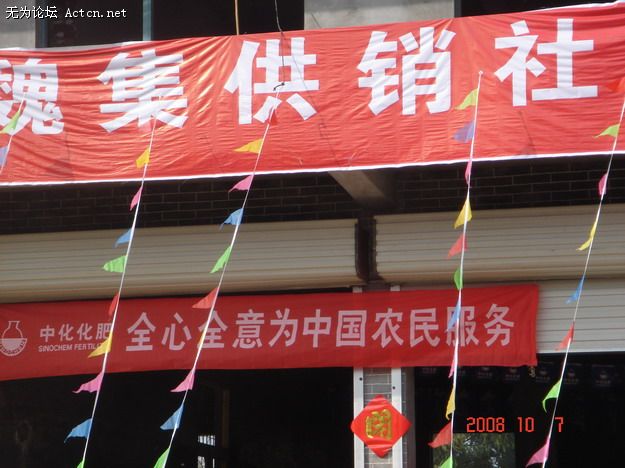 无为论坛 Actcn.net
魏集供销社
中化化肥
SINOCHEM FERTILIZER
全心全意为中国农民服务
2008 10 7